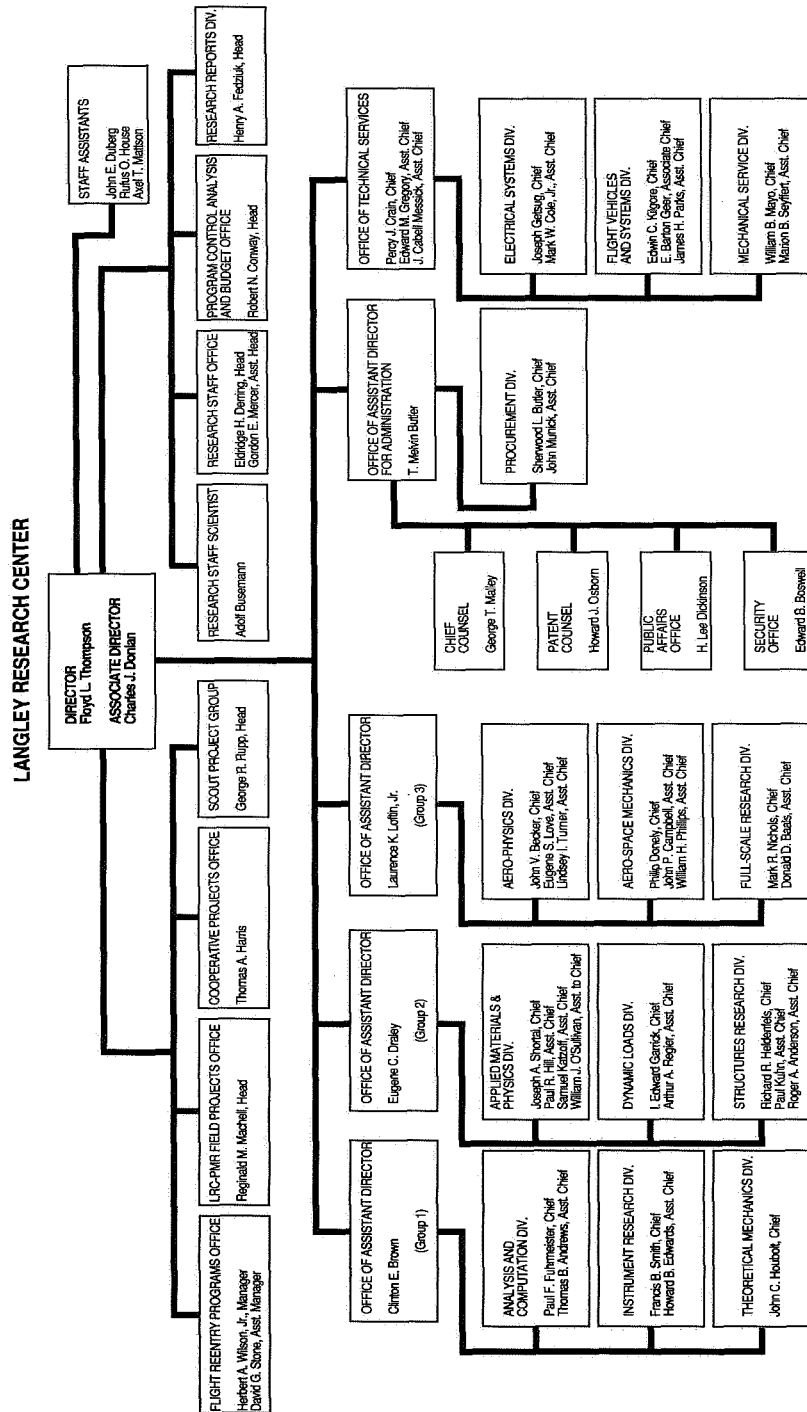 LANGLEY RESEARCH CENTER
DIRECTOR
Floyd L. Thompson
ASSOCIATE DIRECTOR
Charles J. Donlan
STAFF ASSISTANTS
John E. Duberg
Rufus O. House
Axel T. Mattson
FLIGHT REENTRY PROGRAMS OFFICE
Herbert A. Wilson, Jr., Manager
David G. Stone, Asst. Manager
LRC-PMR FIELD PROJECTS OFFICE
Reginald M. Machell, Head
COOPERATIVE PROJECTS OFFICE
Thomas A. Harris
SCOUT PROJECT GROUP
George R. Rupp, Head
RESEARCH STAFF SCIENTIST
Adolf Busemann
RESEARCH STAFF OFFICE
Eldridge H. Derring, Head
Gordon E. Mercer, Asst. Head
PROGRAM CONTROL ANALYSIS
AND BUDGET OFFICE
Robert N. Conway, Head
RESEARCH REPORTS DIV.
Henry A. Fedziuk, Head
OFFICE OF ASSISTANT DIRECTOR
Clinton E. Brown
(Group 1)
OFFICE OF ASSISTANT DIRECTOR
Eugene C. Draley
(Group 2)
OFFICE OF ASSISTANT DIRECTOR
Laurence K. Loftin, Jr.
(Group 3)
OFFICE OF ASSISTANT DIRECTOR
FOR ADMINISTRATION
T. Melvin Butler
OFFICE OF TECHNICAL SERVICES
Percy J. Crain, Chief
Edward M. Gregory, Asst. Chief
J. Cabell Messick, Asst. Chief
ANALYSIS AND
COMPUTATION DIV.
Paul F. Fuhrmeister, Chief
Thomas B. Andrews, Asst. Chief
INSTRUMENT RESEARCH DIV.
Francis B. Smith, Chief
Howard B. Edwards, Asst. Chief
THEORETICAL MECHANICS DIV.
John C. Houbolt, Chief
APPLIED MATERIALS &
PHYSICS DIV.
Joseph A. Shortal, Chief
Paul R. Hill, Asst. Chief
Samuel Katzoff, Asst. Chief
William J. O'Sullivan, Asst. to Chief
DYNAMIC LOADS DIV.
I. Edward Garrick, Chief
Arthur A. Regier, Asst. Chief
STRUCTURES RESEARCH DIV.
Richard R. Heldenfels, Chief
Paul Kuhn, Asst. Chief
Roger A. Anderson, Asst. Chief
AERO-PHYSICS DIV.
John V. Becker, Chief
Eugene S. Love, Asst. Chief
Lindsey I. Turner, Asst. Chief
AERO-SPACE MECHANICS DIV.
Philip Donely, Chief
John P. Campbell, Asst. Chief
William H. Phillips, Asst. Chief
FULL-SCALE RESEARCH DIV.
Mark R. Nichols, Chief
Donald D. Baals, Asst. Chief
CHIEF
COUNSEL
George T. Malley
PATENT
COUNSEL
Howard J. Osborn
PUBLIC
AFFAIRS
OFFICE
H. Lee Dickinson
SECURITY
OFFICE
Edward B. Boswell
PROCUREMENT DIV.
Sherwood L. Butler, Chief
John Munick, Asst. Chief
ELECTRICAL SYSTEMS DIV.
Joseph Getsug, Chief
Mark W. Cole, Jr., Asst. Chief
FLIGHT VEHICLES
AND SYSTEMS DIV.
Edwin C. Kilgore, Chief
E. Barton Geer, Associate Chief
James H. Parks, Asst. Chief
MECHANICAL SERVICE DIV.
William B. Mayo, Chief
Marion B. Seyffert, Asst. Chief